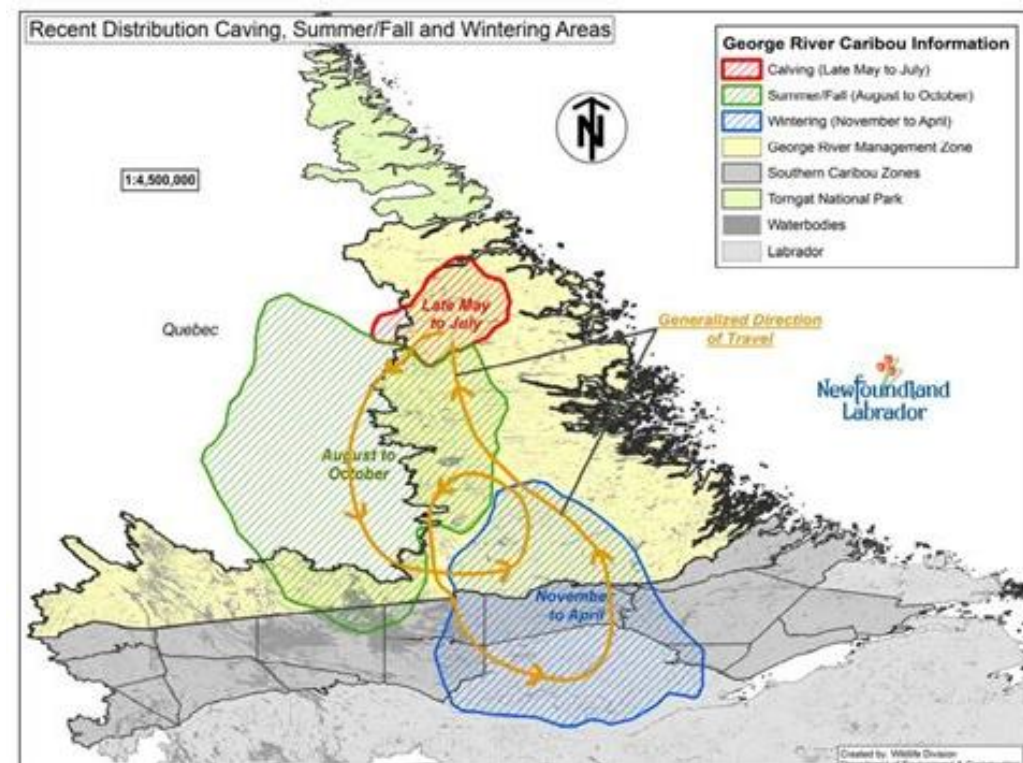 Recent Distribution Caving, Summer/Fall and Wintering Areas
George River Caribou Information
Calving (Late May to July)
Summer/Fall (August to October)
Wintering (November to April)
George River Management Zone
Southern Caribou Zones
Torngat National Park
Waterbodies
Labrador
N
1:4,500,000
Late May
to July
Quebec
Generalized Direction
of Travel
Newfoundland
Labrador
August to
October
Novembe
to April
Created by: Wildlife Division